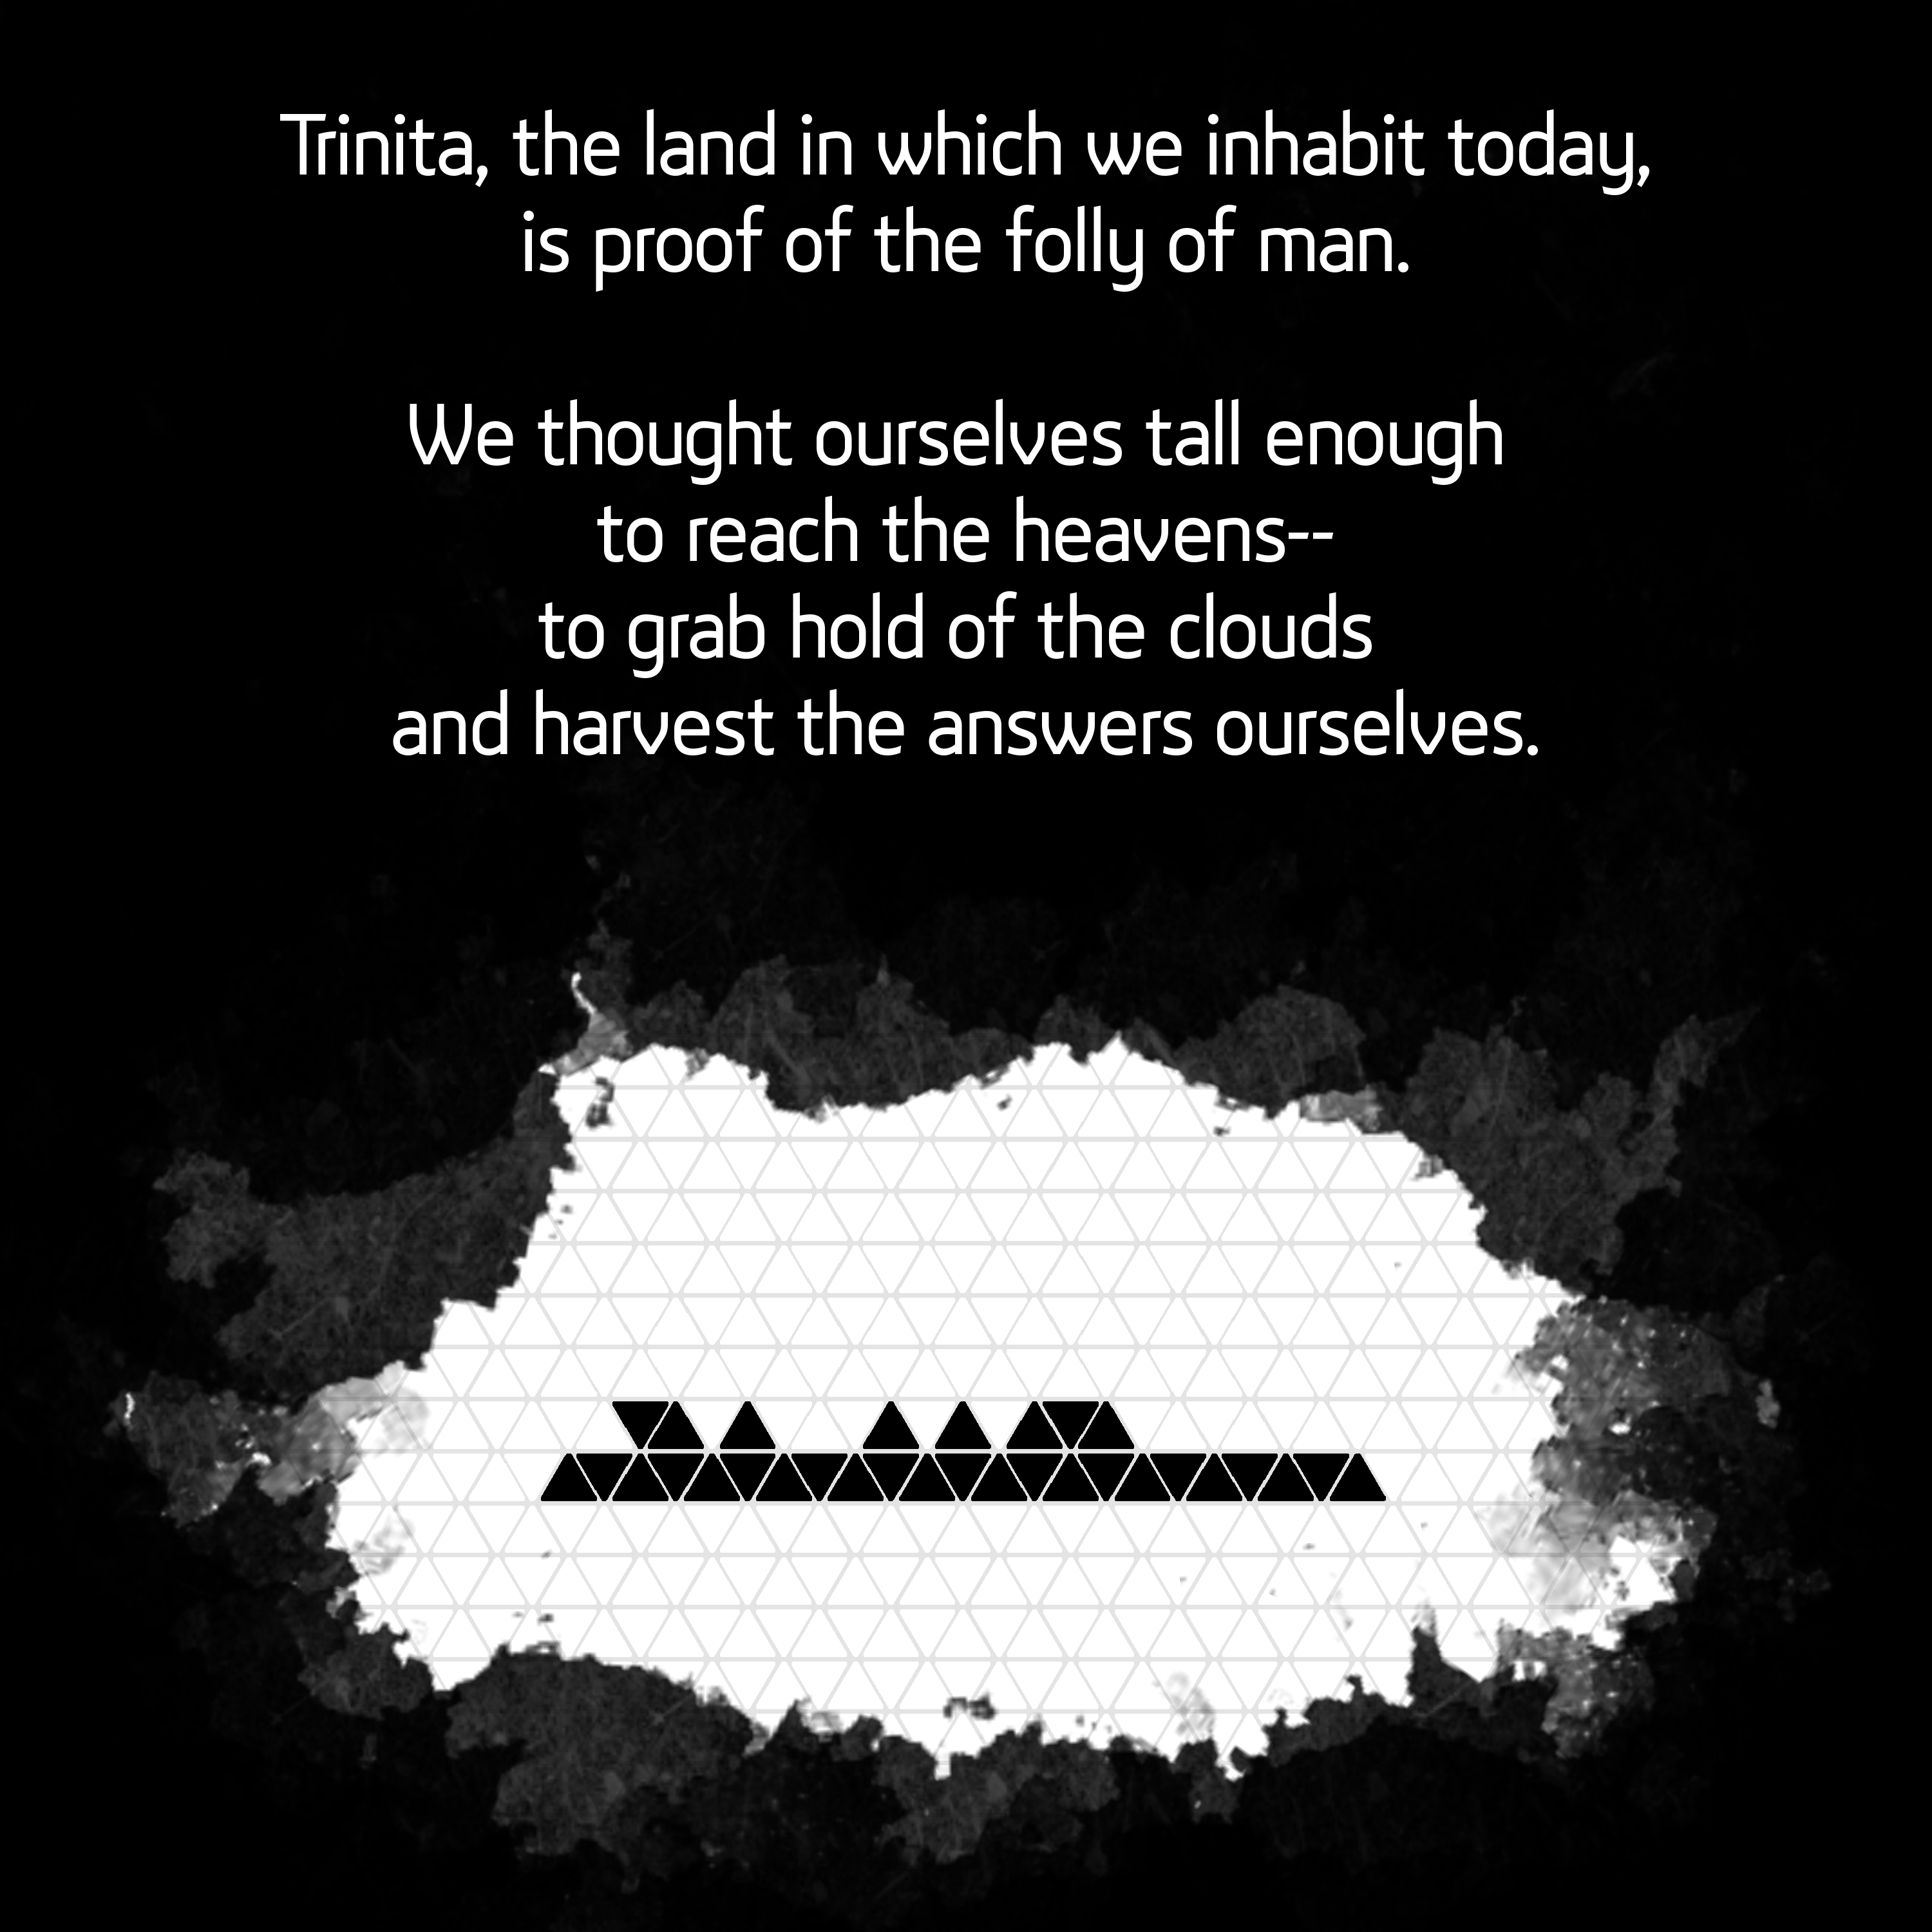 Trinita, the land in which we inhabit today,
is proof of the folly of man.
We thought ourselves tall enough
to reach the heavens--
to grab hold of the clouds
and harvest the answers ourselves.